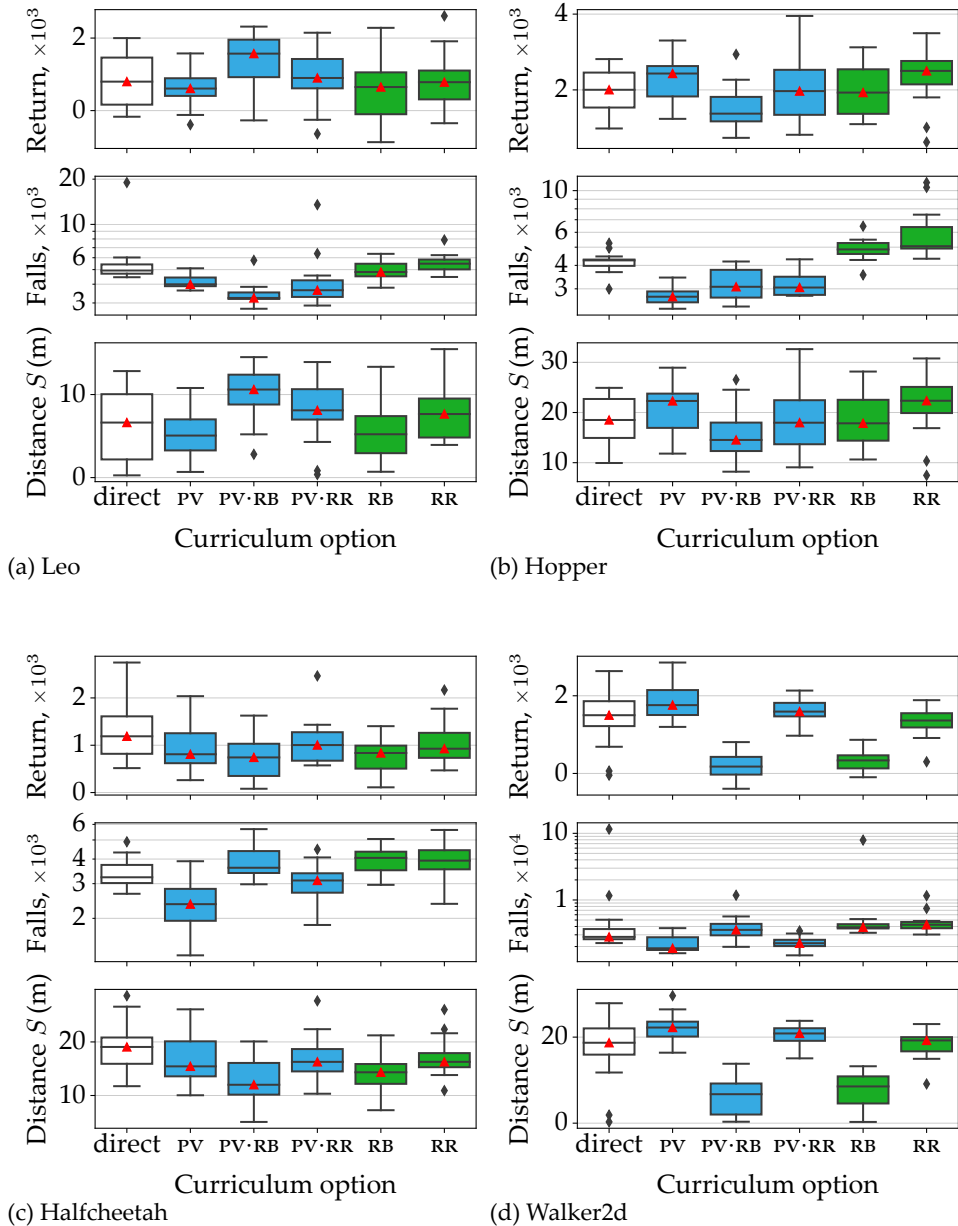 Return, ×10³
2
0
Falls, ×10³
20
10
6
3
Distance S (m)
10
0
direct PV PV·RB PV·RR RB RR
Curriculum option
(a) Leo
Return, ×10³
4
2
Falls, ×10³
10
6
4
3
Distance S (m)
30
20
10
direct PV PV·RB PV·RR RB RR
Curriculum option
(b) Hopper
Return, ×10³
2
1
0
Falls, ×10³
6
4
3
2
Distance S (m)
20
10
direct PV PV·RB PV·RR RB RR
Curriculum option
(c) Halfcheetah
Return, ×10³
2
0
Falls, ×10⁴
10
1
Distance S (m)
20
0
direct PV PV·RB PV·RR RB RR
Curriculum option
(d) Walker2d